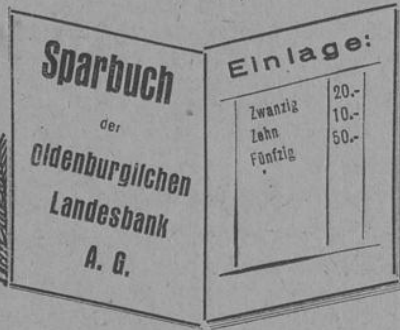 Sparbuch
der
Oldenburgischen
Landesbank
A. G.
Einlage:
Zwanzig 20.-
Zehn 10.-
Fünfzig 50.-